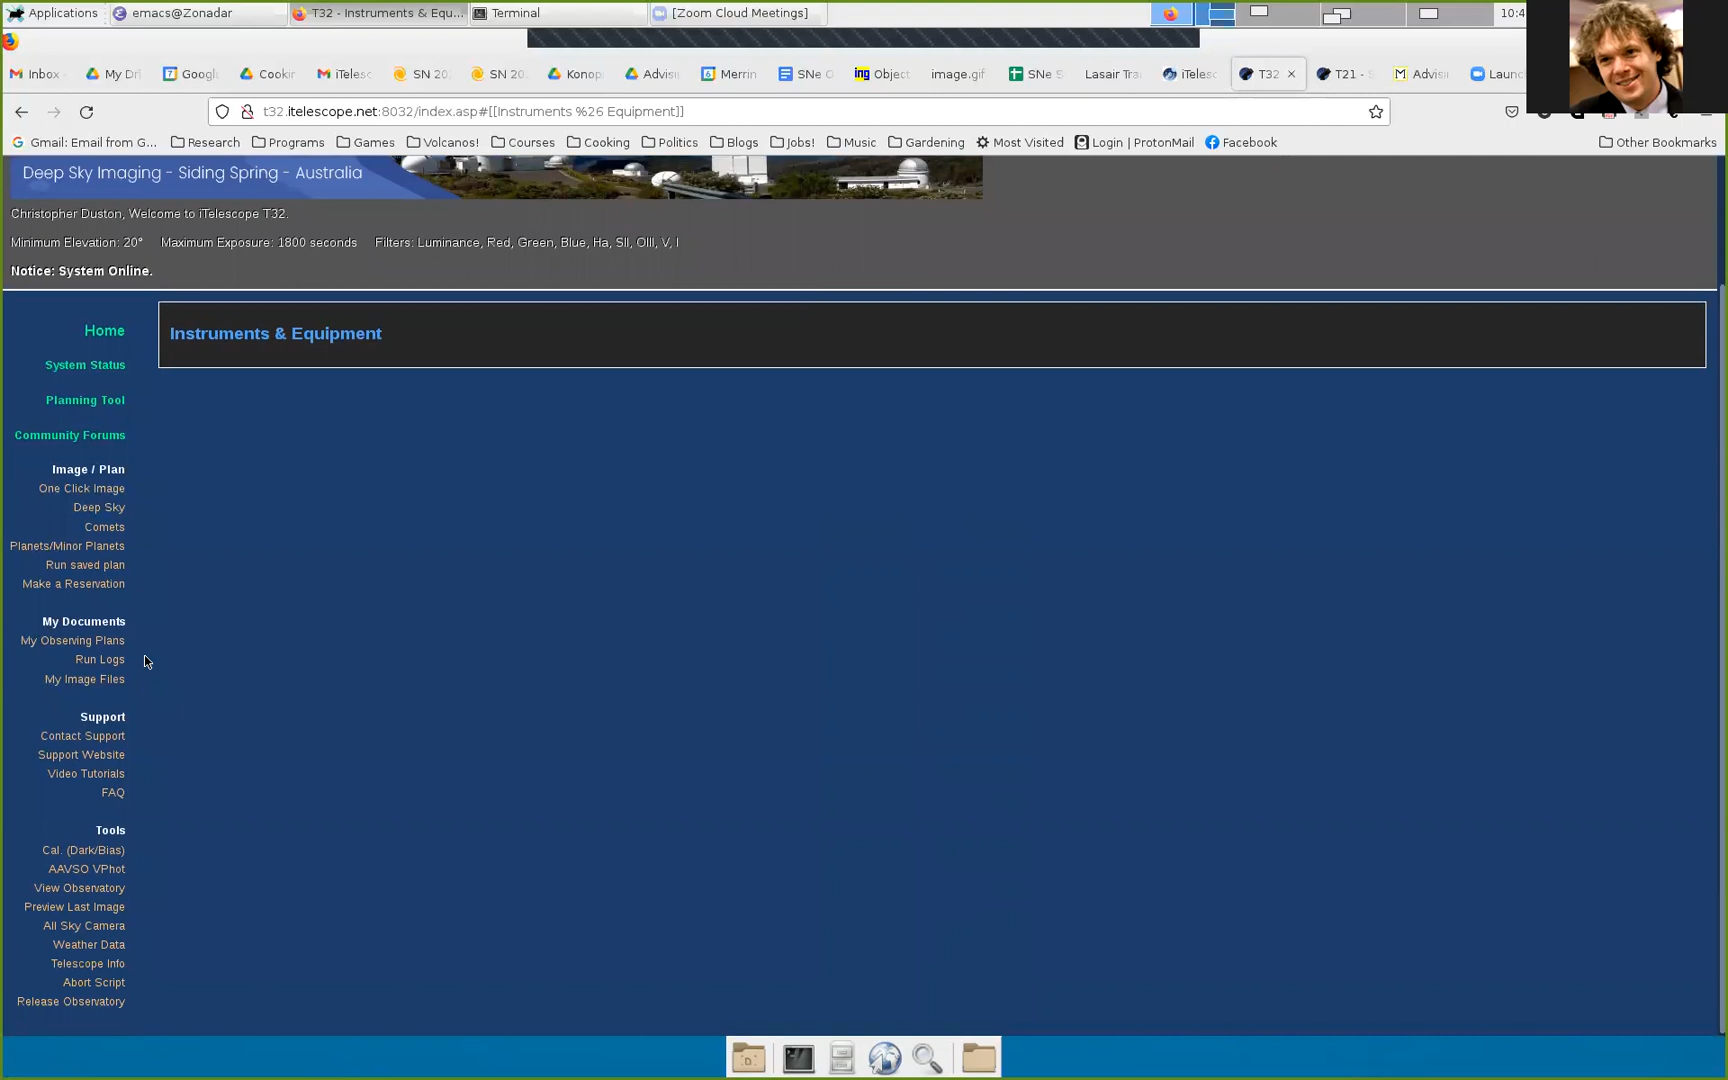 Applications emacs@Zonadar T32 - Instruments & Equ... Terminal [Zoom Cloud Meetings] 10:4
Inbox My Dri Googl Cookin iTelesc SN 20 SN 20 Konop Advisi Merrin SNe O Object image.gif SNe S Lasair Tra iTelesc T32 T21 - S Advisi Launc
t32.itelescope.net:8032/index.asp#[[Instruments %26 Equipment]]
Gmail: Email from G... Research Programs Games Volcanos! Courses Cooking Politics Blogs Jobs! Music Gardening Most Visited Login | ProtonMail Facebook Other Bookmarks
Deep Sky Imaging - Siding Spring - Australia
Christopher Duston, Welcome to iTelescope T32.
Minimum Elevation: 20° Maximum Exposure: 1800 seconds Filters: Luminance, Red, Green, Blue, Ha, SII, OIII, V, I
Notice: System Online.
Home
Instruments & Equipment
System Status
Planning Tool
Community Forums
Image / Plan
One Click Image
Deep Sky
Comets
Planets/Minor Planets
Run saved plan
Make a Reservation
My Documents
My Observing Plans
Run Logs
My Image Files
Support
Contact Support
Support Website
Video Tutorials
FAQ
Tools
Cal. (Dark/Bias)
AAVSO VPhot
View Observatory
Preview Last Image
All Sky Camera
Weather Data
Telescope Info
Abort Script
Release Observatory